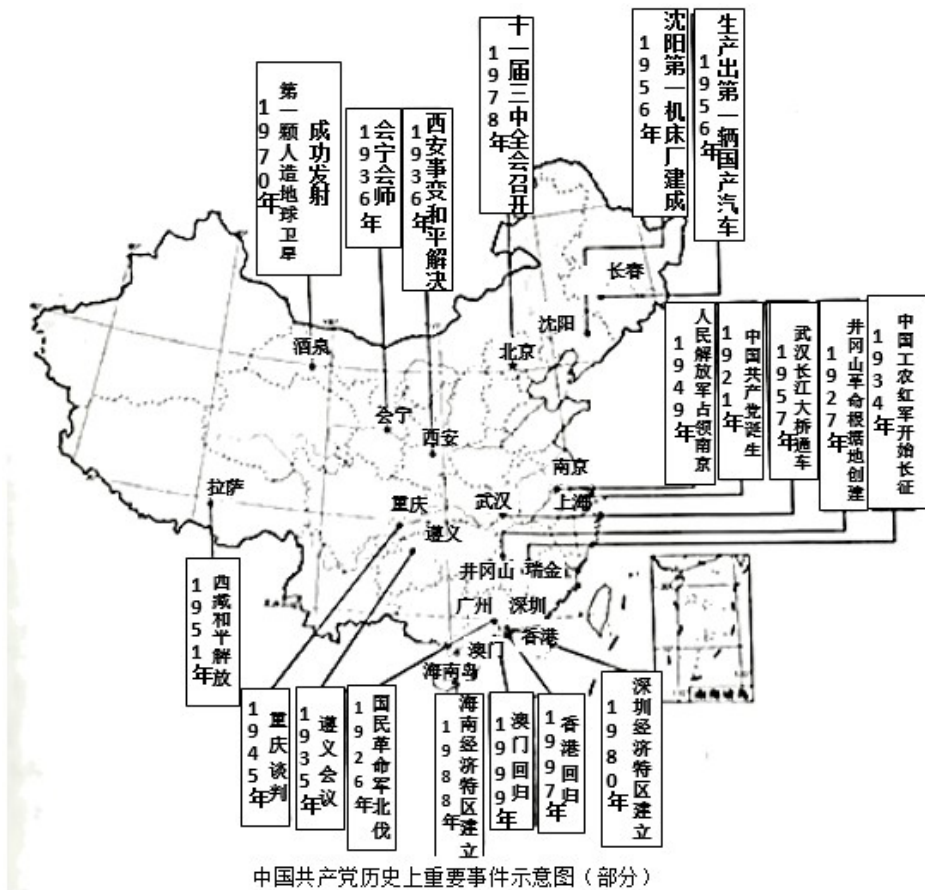 第一颗人造地球卫星
成功发射
1970年
会宁会师
1936年
西安事变和平解决
1936年
十一届三中全会召开
1978年
沈阳第一机床厂建成
1956年
生产出第一辆国产汽车
1956年
长春
沈阳
北京
酒泉
会宁
西安
南京
上海
武汉
重庆
遵义
拉萨
井冈山
瑞金
广州
深圳
香港
澳门
海南岛
人民解放军占领南京
1949年
中国共产党诞生
1921年
武汉长江大桥通车
1957年
井冈山革命根据地创建
1927年
中国工农红军开始长征
1934年
西藏和平解放
1951年
重庆谈判
1945年
遵义会议
1935年
国民革命军北伐
1926年
海南经济特区建立
1988年
澳门回归
1999年
香港回归
1997年
深圳经济特区建立
1980年
中国共产党历史上重要事件示意图（部分）